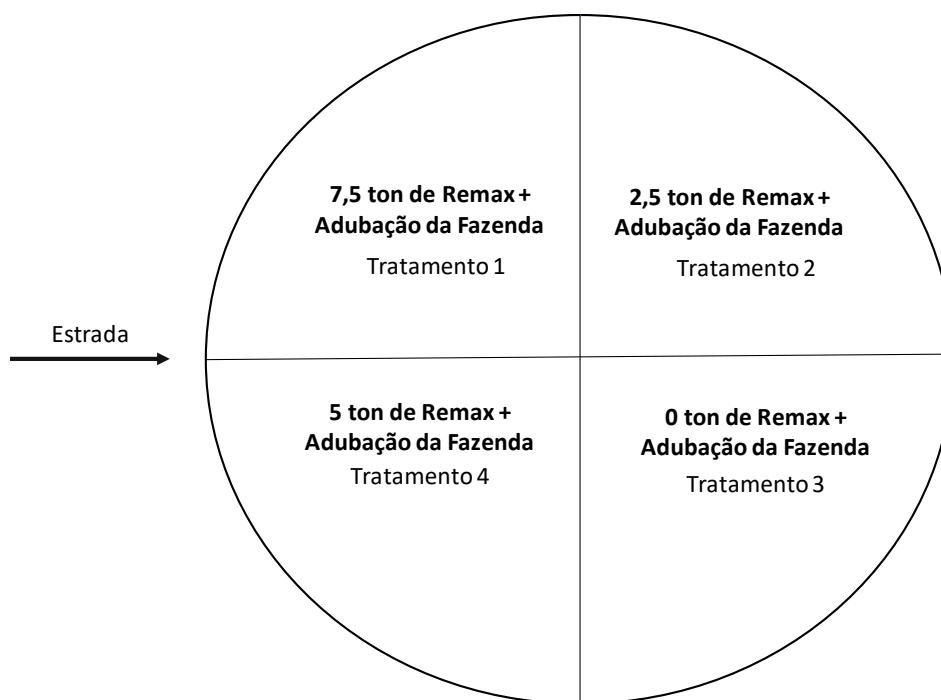 7,5 ton de Remax +
Adubação da Fazenda
Tratamento 1
2,5 ton de Remax +
Adubação da Fazenda
Tratamento 2
Estrada
5 ton de Remax +
Adubação da Fazenda
Tratamento 4
0 ton de Remax +
Adubação da Fazenda
Tratamento 3